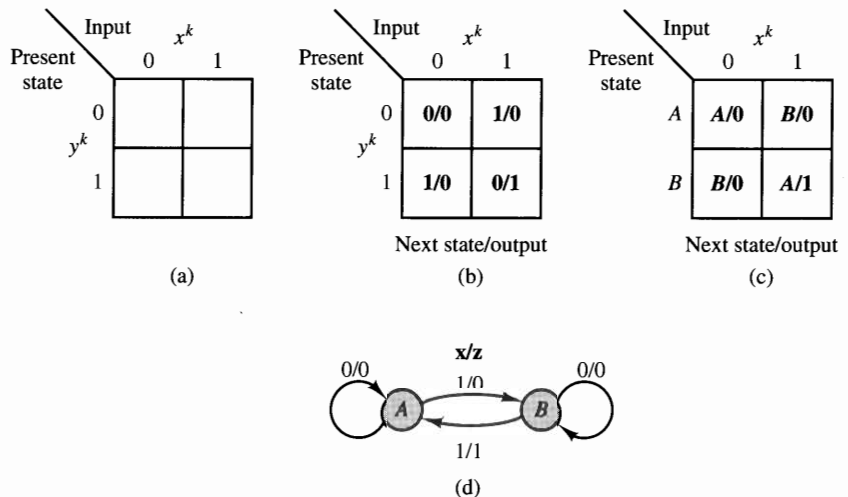 Input
x^k
Present
state
0 1
0
y^k
1
(a)
Input
x^k
Present
state
0 1
0 0/0 1/0
y^k
1 1/0 0/1
Next state/output
(b)
Input
x^k
Present
state
0 1
A A/0 B/0
B B/0 A/1
Next state/output
(c)
x/z
0/0 1/0 0/0
A B
1/1
(d)